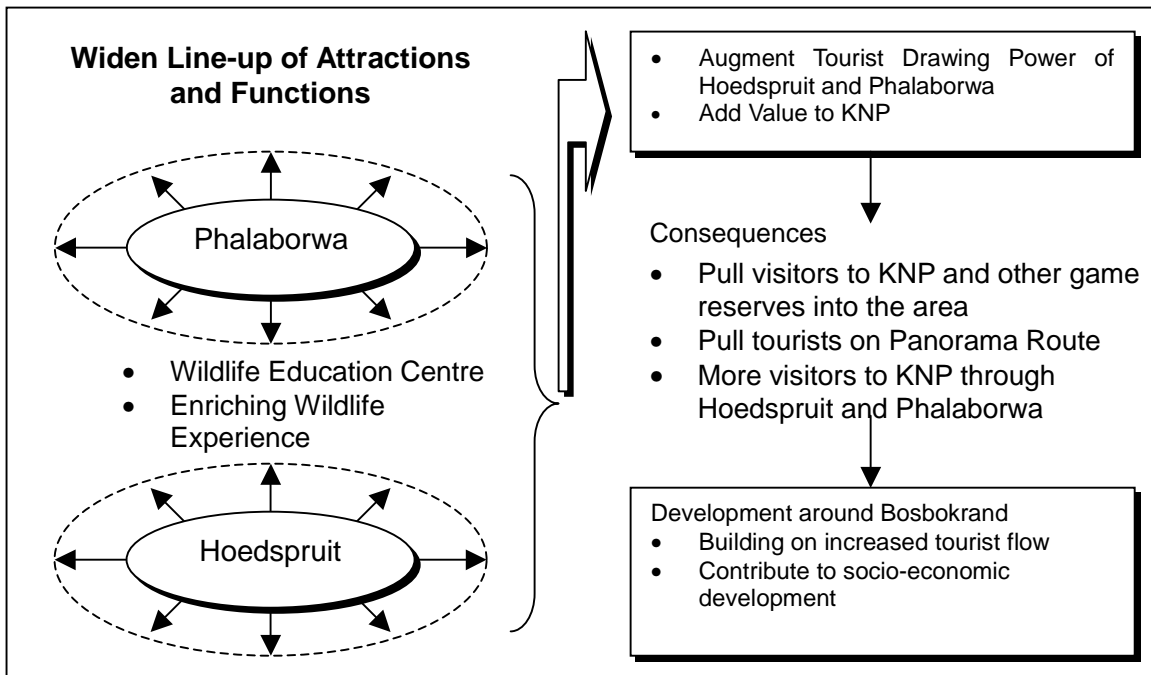 Widen Line-up of Attractions
and Functions
Phalaborwa
• Wildlife Education Centre
• Enriching Wildlife
Experience
Hoedspruit
• Augment Tourist Drawing Power of
Hoedspruit and Phalaborwa
• Add Value to KNP
Consequences
• Pull visitors to KNP and other game
reserves into the area
• Pull tourists on Panorama Route
• More visitors to KNP through
Hoedspruit and Phalaborwa
Development around Bosbokrand
• Building on increased tourist flow
• Contribute to socio-economic
development